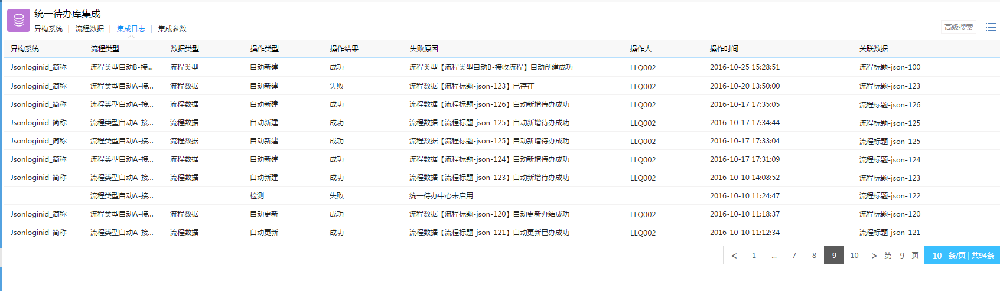 统一待办库集成
异构系统 | 流程数据 | 集成日志 | 集成参数
高级搜索
异构系统 流程类型 数据类型 操作类型 操作结果 失败原因 操作人 操作时间 关联数据
Jsonloginid_简称 流程类型自动B-接... 流程类型 自动新建 成功 流程类型【流程类型自动B-接收流程】自动创建成功 LLQ002 2016-10-25 15:28:51 流程标题-json-100
Jsonloginid_简称 流程类型自动A-接... 流程数据 自动新建 失败 流程数据【流程标题-json-123】已存在 LLQ002 2016-10-20 13:50:00 流程标题-json-123
Jsonloginid_简称 流程类型自动A-接... 流程数据 自动新建 成功 流程数据【流程标题-json-126】自动新增待办成功 LLQ002 2016-10-17 17:35:05 流程标题-json-126
Jsonloginid_简称 流程类型自动A-接... 流程数据 自动新建 成功 流程数据【流程标题-json-125】自动新增待办成功 LLQ002 2016-10-17 17:34:44 流程标题-json-125
Jsonloginid_简称 流程类型自动A-接... 流程数据 自动新建 成功 流程数据【流程标题-json-125】自动新增待办成功 LLQ002 2016-10-17 17:33:04 流程标题-json-125
Jsonloginid_简称 流程类型自动A-接... 流程数据 自动新建 成功 流程数据【流程标题-json-124】自动新增待办成功 LLQ002 2016-10-17 17:31:09 流程标题-json-124
Jsonloginid_简称 流程类型自动A-接... 流程数据 自动新建 成功 流程数据【流程标题-json-123】自动新增待办成功 LLQ002 2016-10-10 14:08:52 流程标题-json-123
流程类型自动A-接... 检测 失败 统一待办中心未启用 2016-10-10 11:24:47 流程标题-json-122
Jsonloginid_简称 流程类型自动A-接... 流程数据 自动更新 成功 流程数据【流程标题-json-120】自动更新办结成功 LLQ002 2016-10-10 11:18:37 流程标题-json-120
Jsonloginid_简称 流程类型自动A-接... 流程数据 自动更新 成功 流程数据【流程标题-json-121】自动更新已办成功 LLQ002 2016-10-10 11:12:34 流程标题-json-121
< 1 ... 7 8 9 10 > 第 9 页 10 条/页 | 共94条